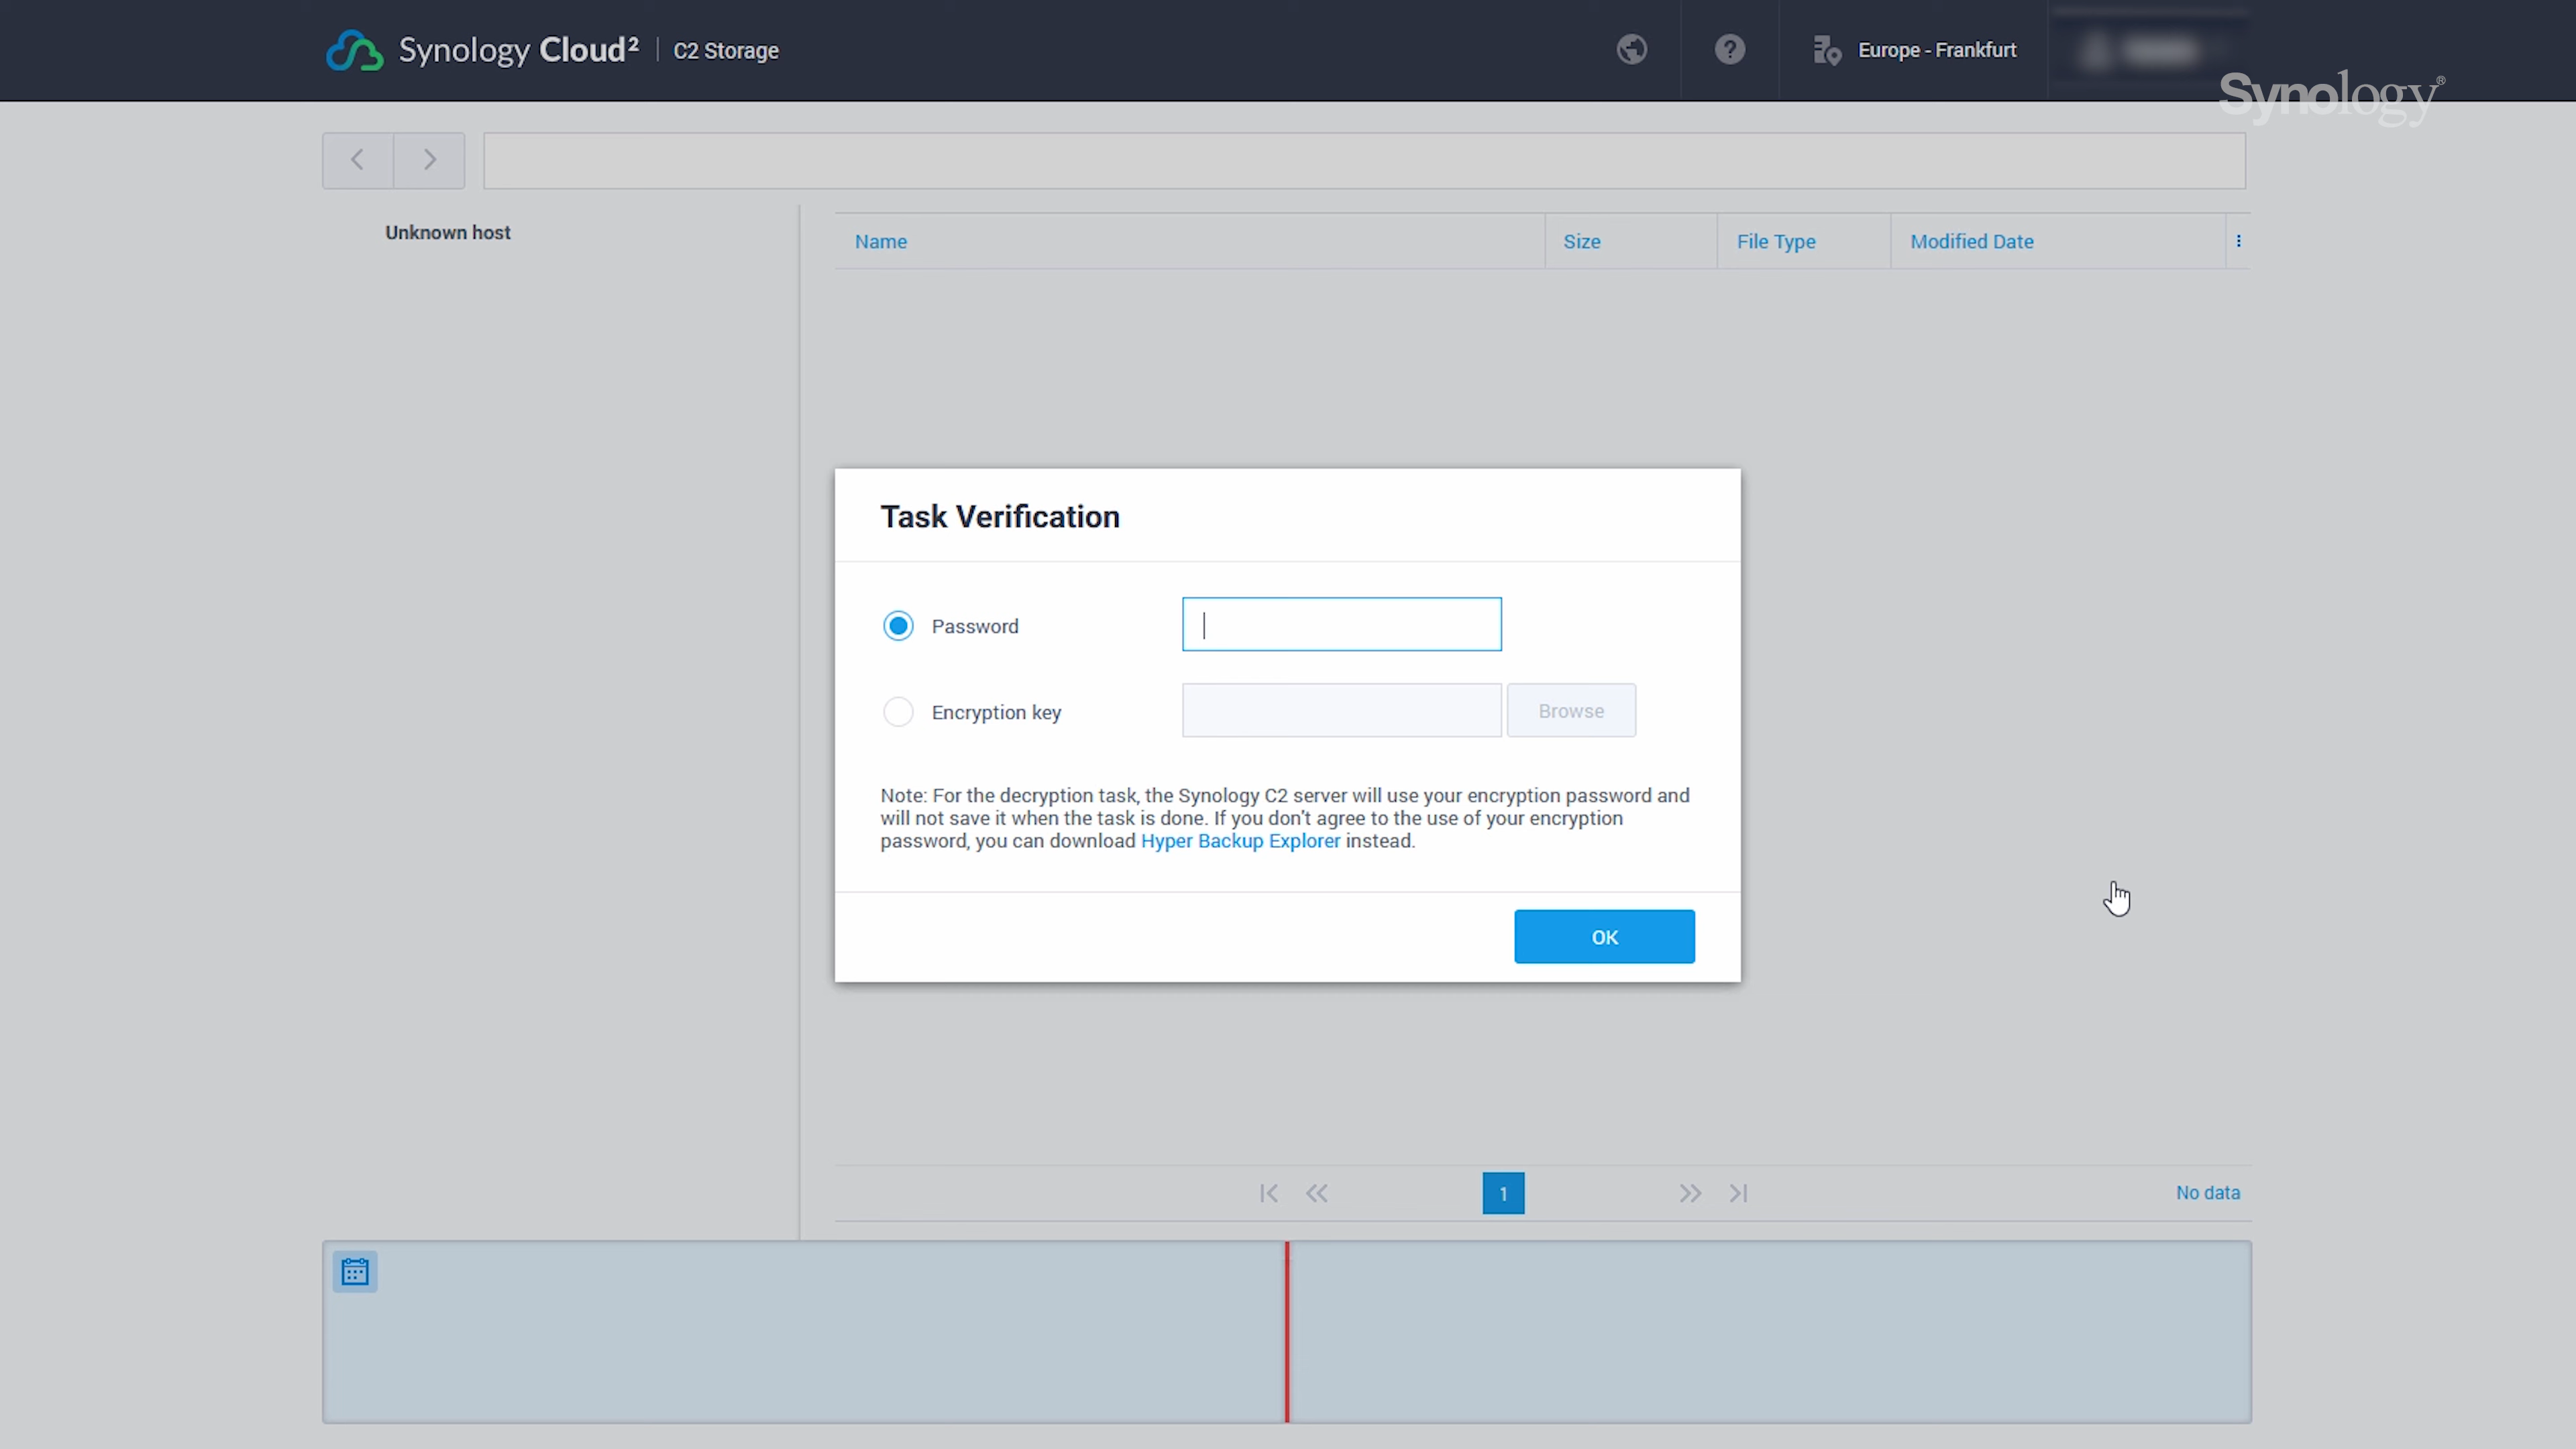 Synology Cloud² | C2 Storage
Europe - Frankfurt
Synology®
Unknown host
Name
Size
File Type
Modified Date
Task Verification
Password
Encryption key
Browse
Note: For the decryption task, the Synology C2 server will use your encryption password and
will not save it when the task is done. If you don't agree to the use of your encryption
password, you can download Hyper Backup Explorer instead.
OK
1
No data